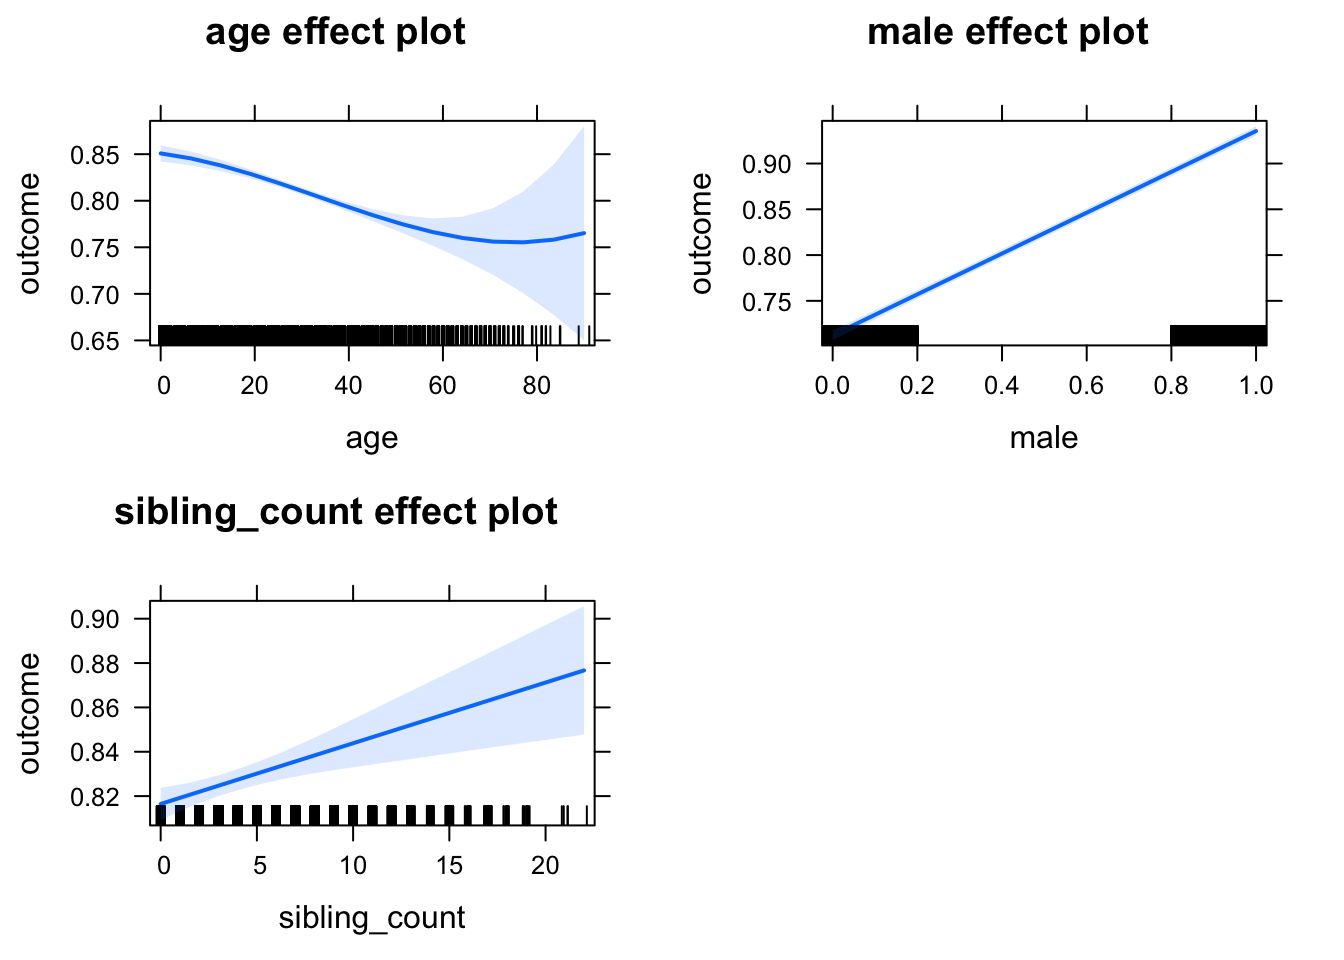 age effect plot
outcome
0.85
0.80
0.75
0.70
0.65
0 20 40 60 80
age
male effect plot
outcome
0.90
0.85
0.80
0.75
0.0 0.2 0.4 0.6 0.8 1.0
male
sibling_count effect plot
outcome
0.90
0.88
0.86
0.84
0.82
0 5 10 15 20
sibling_count